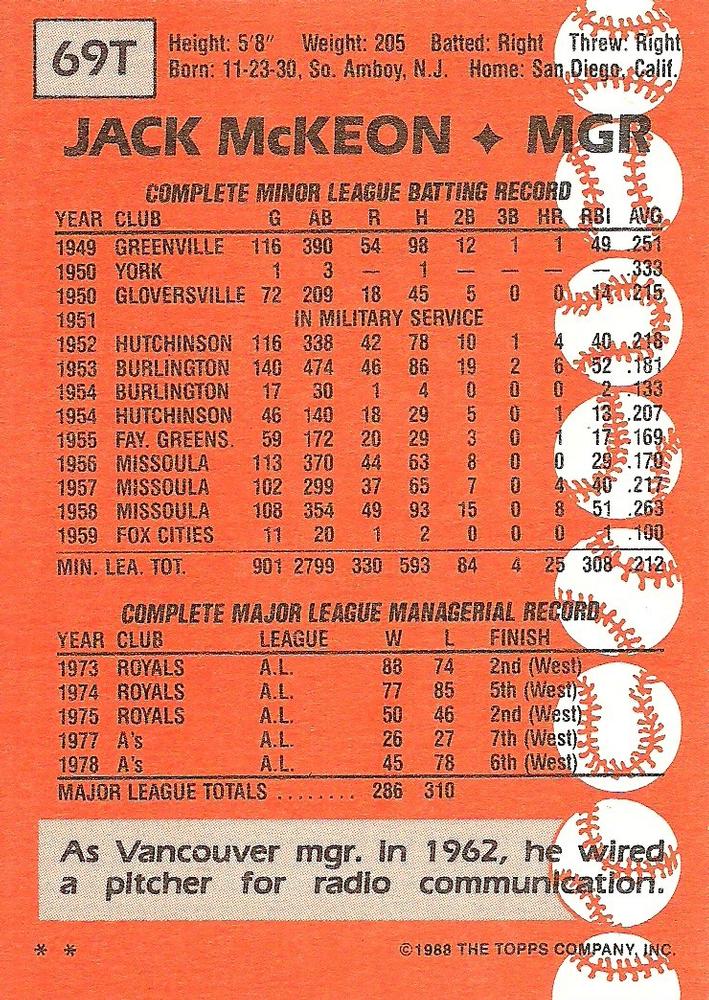 69T
Height: 5'8" Weight: 205 Batted: Right Threw: Right
Born: 11-23-30, So. Amboy, N.J. Home: San Diego, Calif.
JACK McKEON ✦ MGR
COMPLETE MINOR LEAGUE BATTING RECORD
YEAR CLUB G AB R H 2B 3B HR RBI AVG
1949 GREENVILLE 116 390 54 98 12 1 1 49 .251
1950 YORK 1 3 — 1 — — — — .333
1950 GLOVERSVILLE 72 209 18 45 5 0 0 14 .215
1951 IN MILITARY SERVICE
1952 HUTCHINSON 116 338 42 78 10 1 4 40 .218
1953 BURLINGTON 140 474 46 86 19 2 6 52 .181
1954 BURLINGTON 17 30 1 4 0 0 0 2 .133
1954 HUTCHINSON 46 140 18 29 5 0 1 13 .207
1955 FAY. GREENS. 59 172 20 29 3 0 1 17 .169
1956 MISSOULA 113 370 44 63 8 0 0 29 .170
1957 MISSOULA 102 299 37 65 7 0 4 40 .217
1958 MISSOULA 108 354 49 93 15 0 8 51 .263
1959 FOX CITIES 11 20 1 2 0 0 0 1 .100
MIN. LEA. TOT. 901 2799 330 593 84 4 25 308 .212
COMPLETE MAJOR LEAGUE MANAGERIAL RECORD
YEAR CLUB LEAGUE W L FINISH
1973 ROYALS A.L. 88 74 2nd (West)
1974 ROYALS A.L. 77 85 5th (West)
1975 ROYALS A.L. 50 46 2nd (West)
1977 A's A.L. 26 27 7th (West)
1978 A's A.L. 45 78 6th (West)
MAJOR LEAGUE TOTALS ........ 286 310
As Vancouver mgr. in 1962, he wired
a pitcher for radio communication.
* * ©1988 THE TOPPS COMPANY, INC.